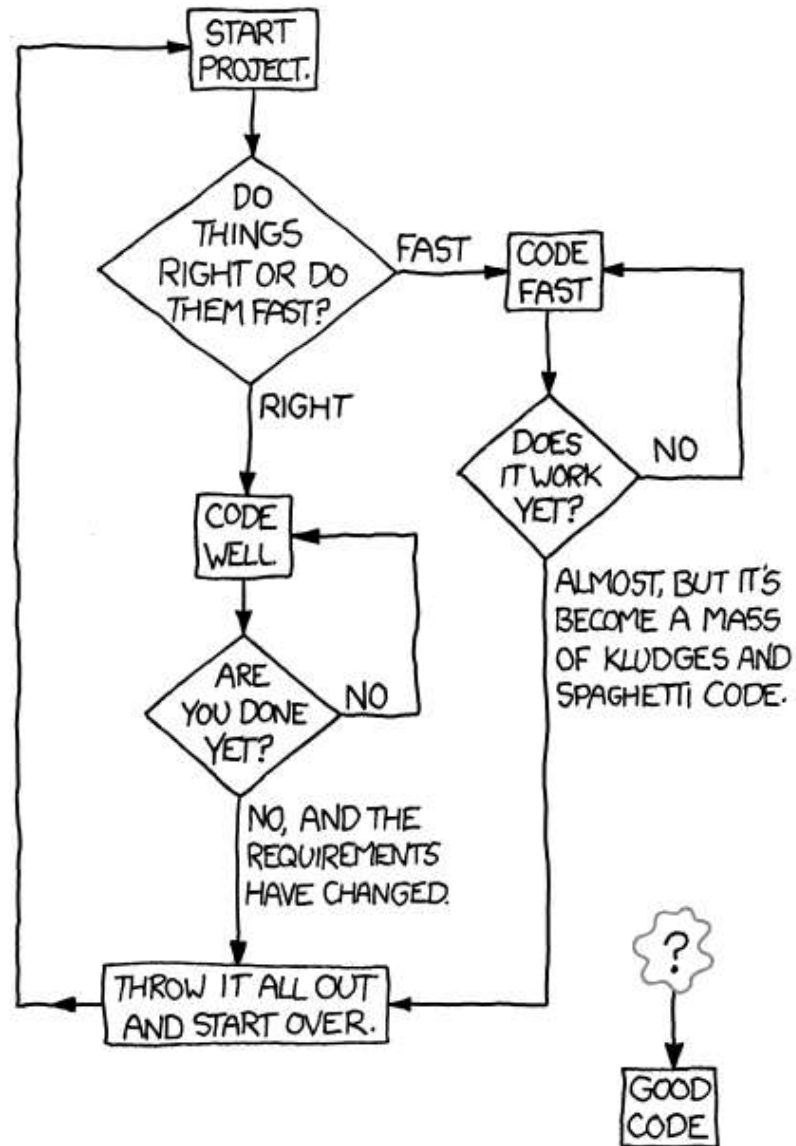 START
PROJECT.
DO
THINGS
RIGHT OR DO
THEM FAST?
FAST
CODE
FAST
RIGHT
DOES
IT WORK
YET?
NO
CODE
WELL
ALMOST, BUT IT'S
BECOME A MASS
OF KLUDGES AND
SPAGHETTI CODE.
ARE
YOU DONE
YET?
NO
NO, AND THE
REQUIREMENTS
HAVE CHANGED.
THROW IT ALL OUT
AND START OVER.
?
GOOD
CODE